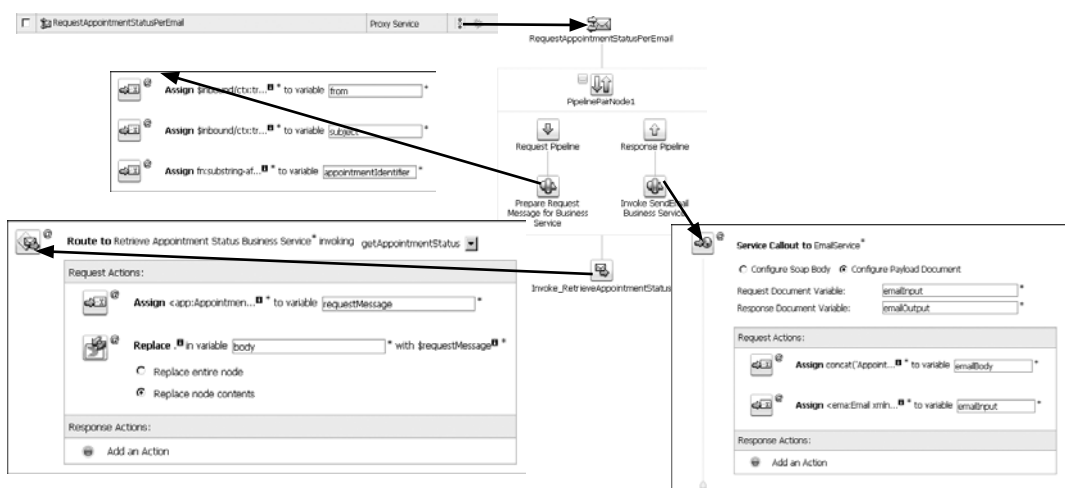 RequestAppointmentStatusPerEmail Proxy Service
RequestAppointmentStatusPerEmail
PipelinePairNode1
Request Pipeline Response Pipeline
Prepare Request Message for Business Service
Invoke SendEmail Business Service
Invoke_RetrieveAppointmentStatus
@ Assign $inbound/ctx:tr...* to variable from *
@ Assign $inbound/ctx:tr...* to variable subject *
@ Assign fn:substring-af...* to variable appointmentIdentifier *
@ Route to Retrieve Appointment Status Business Service* invoking getAppointmentStatus
Request Actions:
@ Assign <app:Appointmen...* to variable requestMessage *
@ Replace . in variable body * with $requestMessage *
Replace entire node
Replace node contents
Response Actions:
Add an Action
@ Service Callout to EmailService*
Configure Soap Body Configure Payload Document
Request Document Variable: emailInput *
Response Document Variable: emailOutput *
Request Actions:
@ Assign concat('Appoint...* to variable emailBody *
@ Assign <ema:Email xmln...* to variable emailInput *
Response Actions:
Add an Action